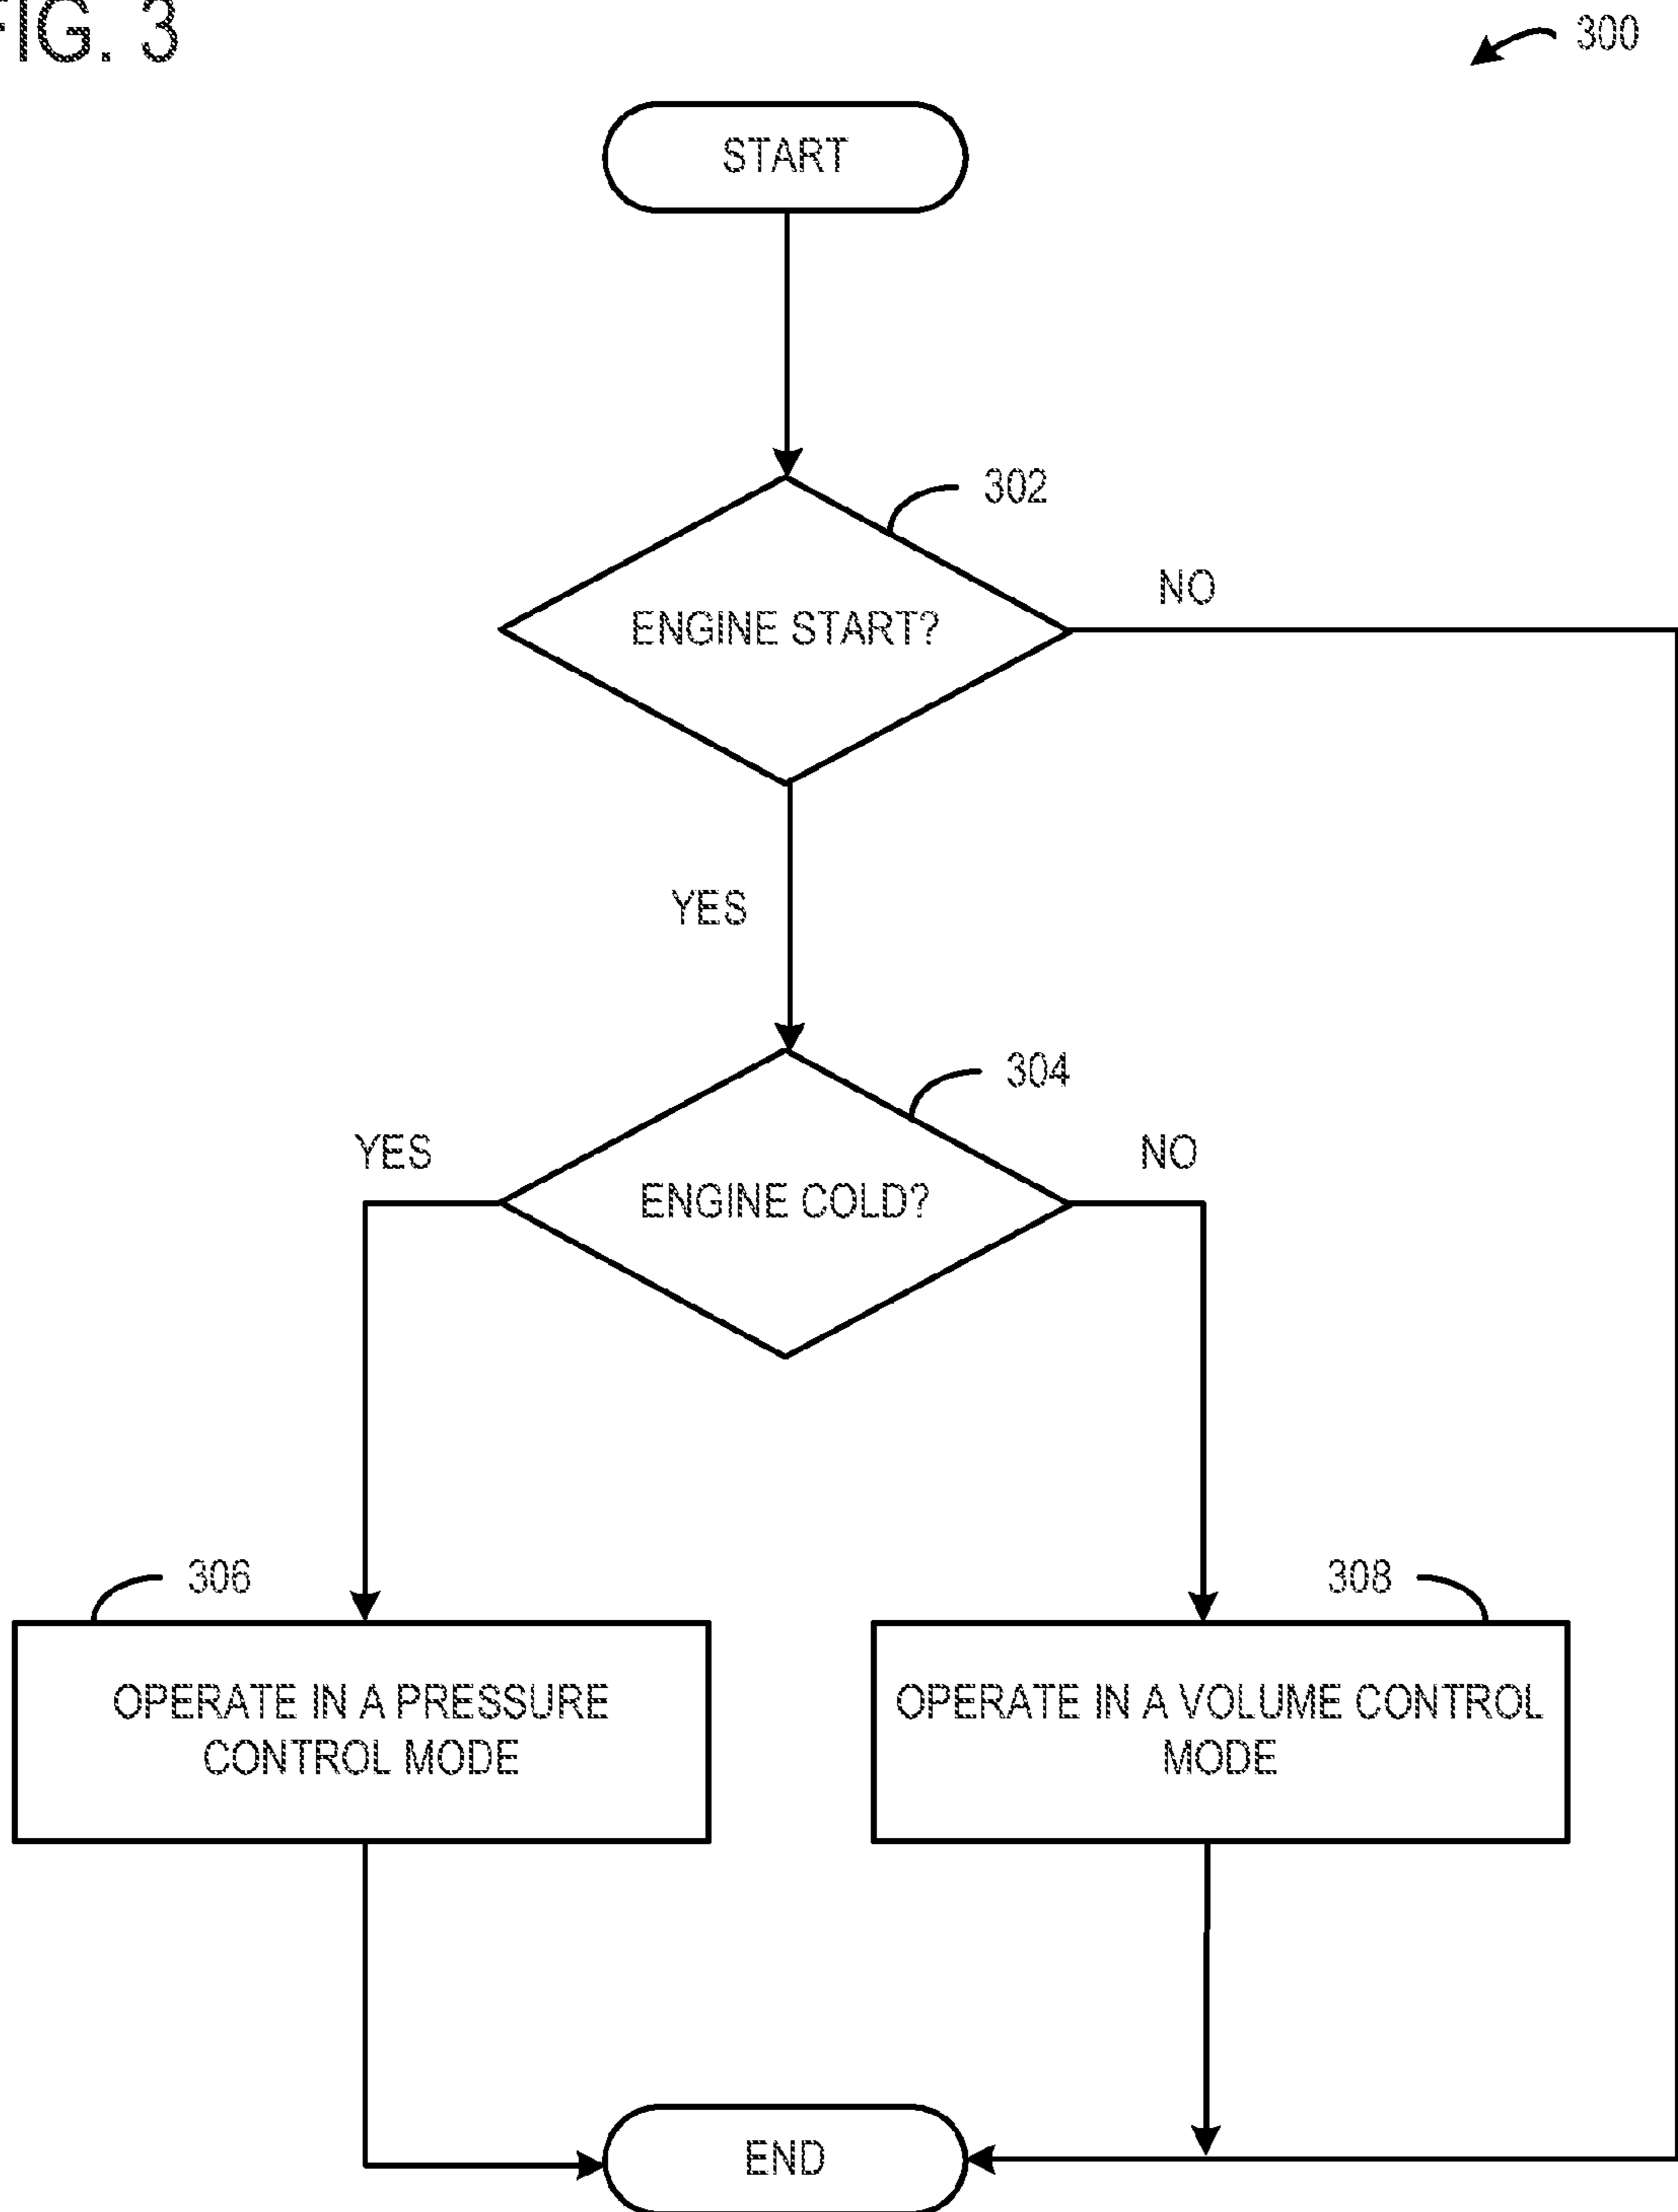 FIG. 3
300
START
302
NO
ENGINE START?
YES
304
YES
NO
ENGINE COLD?
306
308
OPERATE IN A PRESSURE
CONTROL MODE
OPERATE IN A VOLUME CONTROL
MODE
END